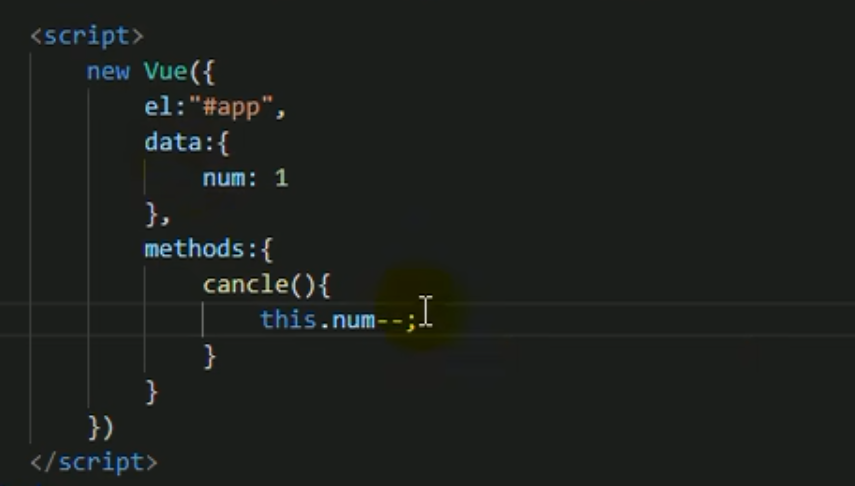 <script>
    new Vue({
        el:"#app",
        data:{
            num: 1
        },
        methods:{
            cancle(){
                this.num--;
            }
        }
    })
</script>